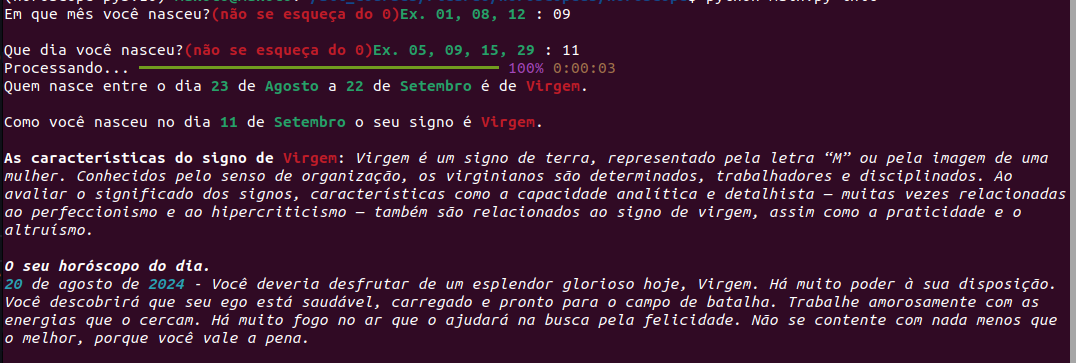 Em que mês você nasceu?(não se esqueça do 0)Ex. 01, 08, 12 : 09
Que dia você nasceu?(não se esqueça do 0)Ex. 05, 09, 15, 29 : 11
Processando... 100% 0:00:03
Quem nasce entre o dia 23 de Agosto a 22 de Setembro é de Virgem.
Como você nasceu no dia 11 de Setembro o seu signo é Virgem.
As características do signo de Virgem: Virgem é um signo de terra, representado pela letra “M” ou pela imagem de uma
mulher. Conhecidos pelo senso de organização, os virginianos são determinados, trabalhadores e disciplinados. Ao
avaliar o significado dos signos, características como a capacidade analítica e detalhista – muitas vezes relacionadas
ao perfeccionismo e ao hipercriticismo – também são relacionados ao signo de virgem, assim como a praticidade e o
altruísmo.
O seu horóscopo do dia.
20 de agosto de 2024 - Você deveria desfrutar de um esplendor glorioso hoje, Virgem. Há muito poder à sua disposição.
Você descobrirá que seu ego está saudável, carregado e pronto para o campo de batalha. Trabalhe amorosamente com as
energias que o cercam. Há muito fogo no ar que o ajudará na busca pela felicidade. Não se contente com nada menos que
o melhor, porque você vale a pena.